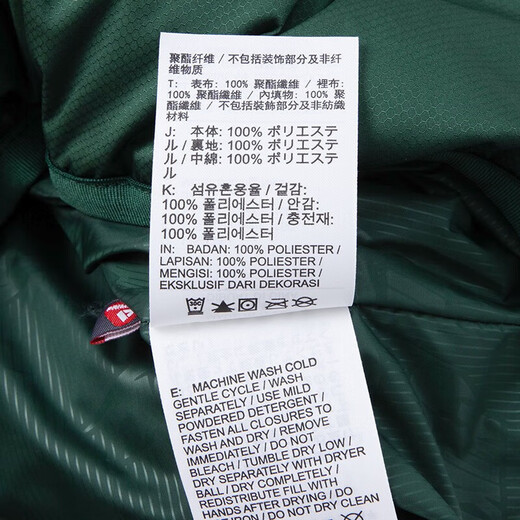 聚酯纤维 / 不包括装饰部分及非纤
维物质
T: 表布: 100% 聚酯纖維 / 裡布:
100% 聚酯纖維 / 內填物: 100%
聚酯纖維 / 不包括裝飾部分及非紡織
材料
J: 本体: 100% ポリエステ
ル / 裏地: 100% ポリエステ
ル / 中綿: 100% ポリエステ
ル
K: 섬유혼용율 / 겉감:
100% 폴리에스터 / 안감:
100% 폴리에스터 / 충전재:
100% 폴리에스터
IN: BADAN: 100% POLIESTER /
LAPISAN: 100% POLIESTER /
MENGISI: 100% POLIESTER /
EKSKLUSIF DARI DEKORASI
E: MACHINE WASH COLD
GENTLE CYCLE / WASH
SEPARATELY / USE MILD
POWDERED DETERGENT /
FASTEN ALL CLOSURES TO
WASH AND DRY / REMOVE
IMMEDIATELY / DO NOT
BLEACH / TUMBLE DRY LOW /
DRY SEPARATELY WITH DRYER
BALL / DRY COMPLETELY /
REDISTRIBUTE FILL WITH
HANDS AFTER DRYING / DO
NOT IRON / DO NOT DRY CLEAN